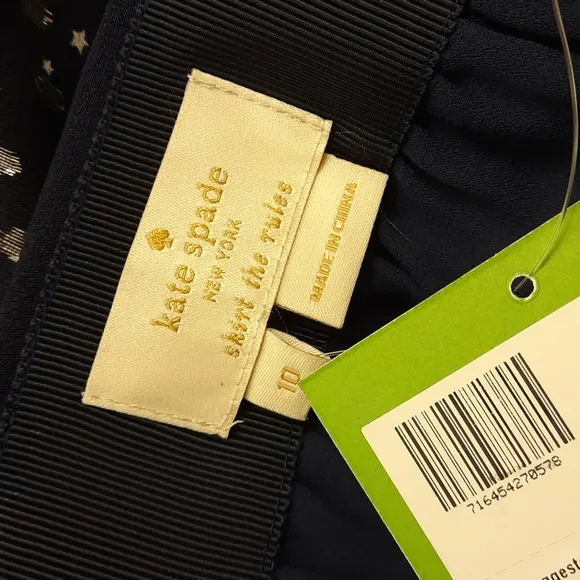 kate spade
NEW YORK
skirt the rules
MADE IN CHINA
10
716454270578